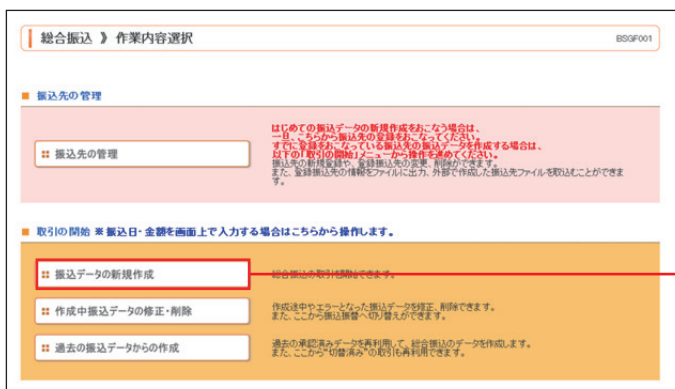 総合振込 》 作業内容選択
BSGF001
■ 振込先の管理
振込先の管理
はじめての振込データの新規作成をおこなう場合は、
一旦、こちらから振込先の登録をおこなってください。
すでに登録をおこなっている振込先の振込データを作成する場合は、
以下の「取引の開始」メニューから操作を進めてください。
振込先の新規登録や、登録振込先の変更、削除ができます。
また、登録振込先の情報をファイルに出力、外部で作成した振込先ファイルを取込むことができま
す。
■ 取引の開始 ※振込日・金額を画面上で入力する場合はこちらから操作します。
振込データの新規作成
総合振込の取引を開始できます。
作成中振込データの修正・削除
作成途中やエラーとなった振込データを修正、削除できます。
また、ここから振込振替へ切り替えができます。
過去の振込データからの作成
過去の承認済みデータを再利用して、総合振込のデータを作成します。
また、ここから“切替済み”の取引も再利用できます。